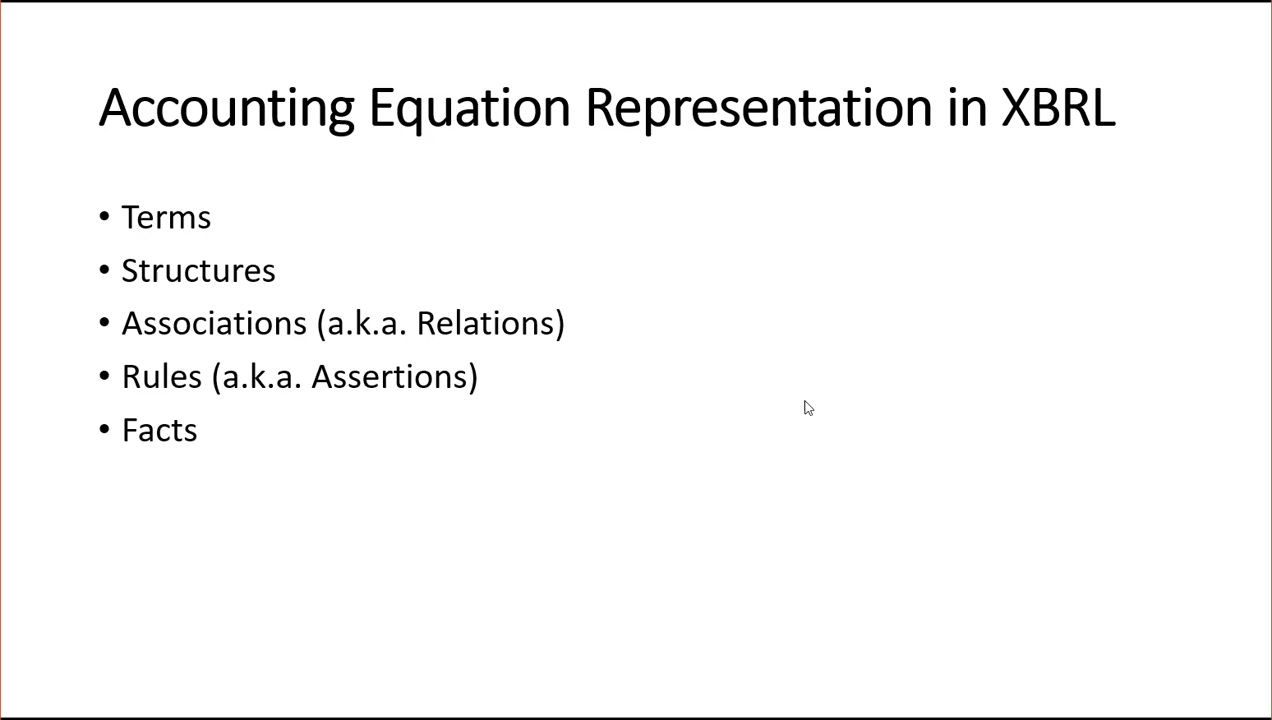 Accounting Equation Representation in XBRL
• Terms
• Structures
• Associations (a.k.a. Relations)
• Rules (a.k.a. Assertions)
• Facts